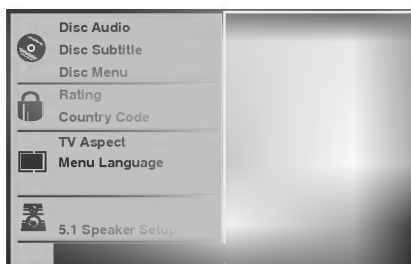 Disc Audio
Disc Subtitle
Disc Menu
Rating
Country Code
TV Aspect
Menu Language
5.1 Speaker Setup